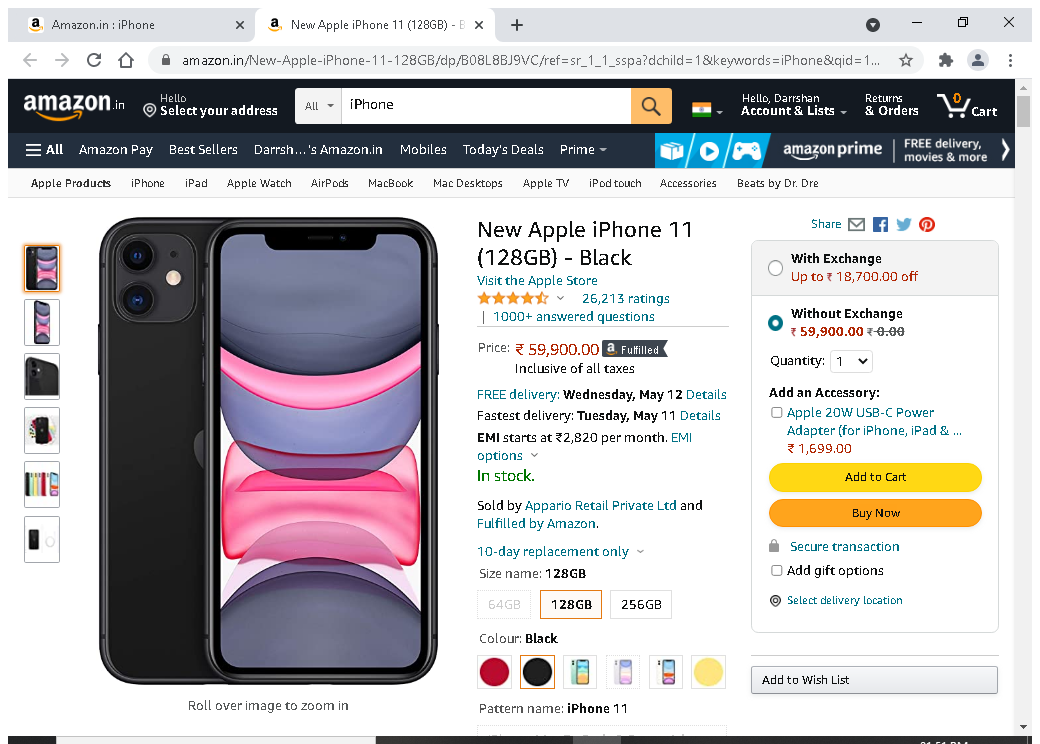 Amazon.in : iPhone
New Apple iPhone 11 (128GB) - B
amazon.in/New-Apple-iPhone-11-128GB/dp/B08L8BJ9VC/ref=sr_1_1_sspa?dchild=1&keywords=iPhone&qid=1...
amazon.in
Hello
Select your address
All
iPhone
Hello, Darrshan
Account & Lists
Returns
& Orders
0
Cart
All
Amazon Pay
Best Sellers
Darrsh...'s Amazon.in
Mobiles
Today's Deals
Prime
amazon prime
FREE delivery,
movies & more
Apple Products
iPhone
iPad
Apple Watch
AirPods
MacBook
Mac Desktops
Apple TV
iPod touch
Accessories
Beats by Dr. Dre
New Apple iPhone 11
(128GB) - Black
Visit the Apple Store
26,213 ratings
| 1000+ answered questions
Price: ₹ 59,900.00 Fulfilled
Inclusive of all taxes
FREE delivery: Wednesday, May 12 Details
Fastest delivery: Tuesday, May 11 Details
EMI starts at ₹2,820 per month. EMI
options
In stock.
Sold by Appario Retail Private Ltd and
Fulfilled by Amazon.
10-day replacement only
Size name: 128GB
64GB
128GB
256GB
Colour: Black
Pattern name: iPhone 11
Roll over image to zoom in
Share
With Exchange
Up to ₹ 18,700.00 off
Without Exchange
₹ 59,900.00 ₹ 0.00
Quantity: 1
Add an Accessory:
Apple 20W USB-C Power
Adapter (for iPhone, iPad & ...
₹ 1,699.00
Add to Cart
Buy Now
Secure transaction
Add gift options
Select delivery location
Add to Wish List